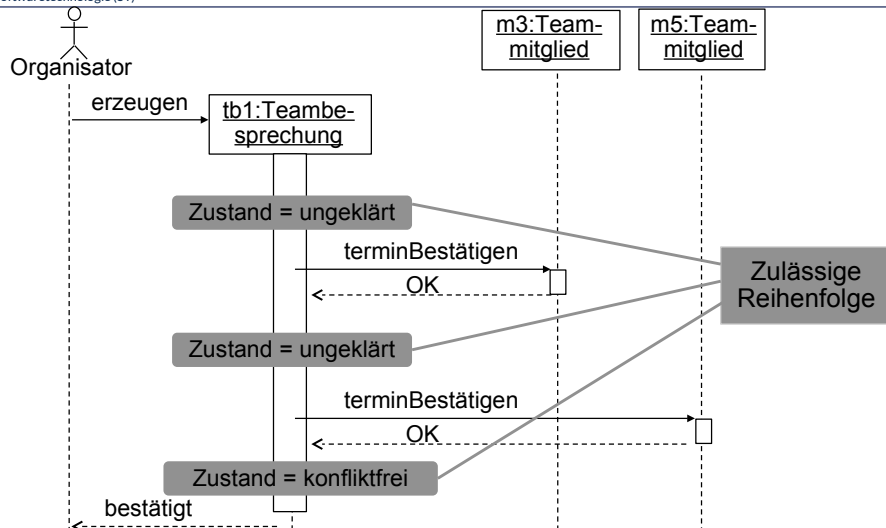 m3:Team-
mitglied
m5:Team-
mitglied
Organisator
erzeugen
tb1:Teambe-
sprechung
Zustand = ungeklärt
terminBestätigen
OK
Zulässige
Reihenfolge
Zustand = ungeklärt
terminBestätigen
OK
Zustand = konfliktfrei
bestätigt